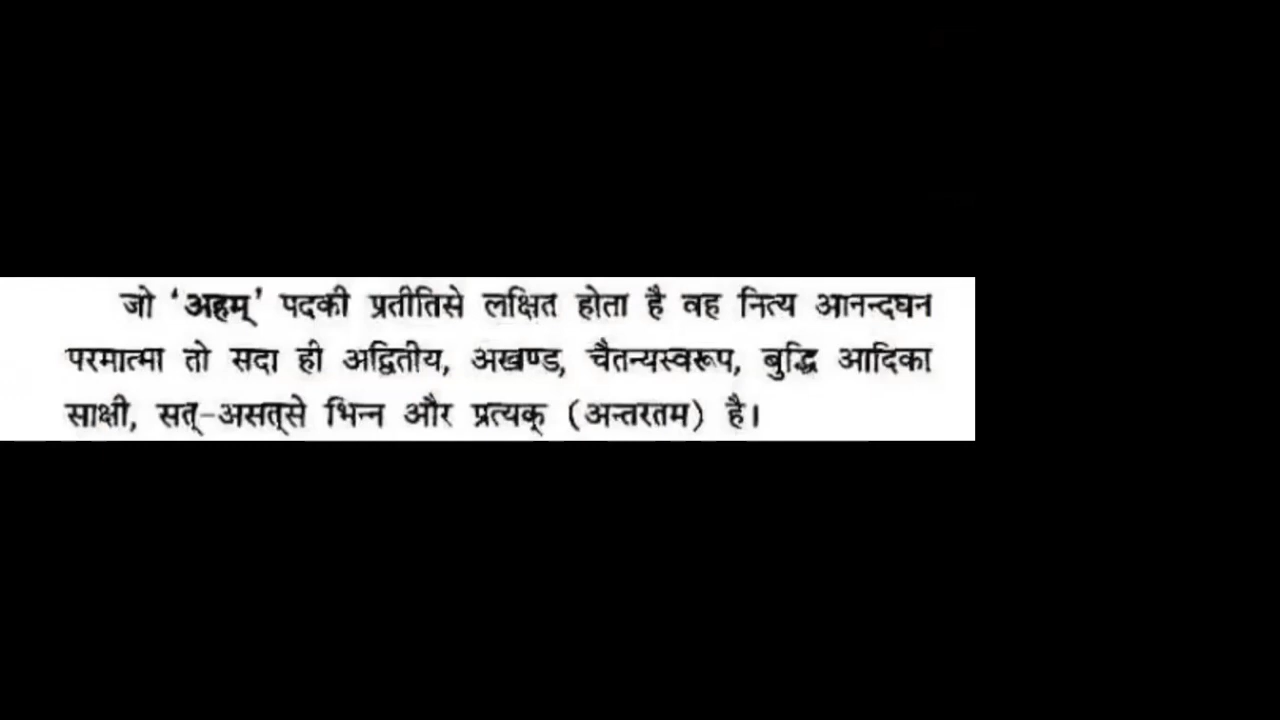 जो ‘अहम्’ पदकी प्रतीतिसे लक्षित होता है वह नित्य आनन्दघन
परमात्मा तो सदा ही अद्वितीय, अखण्ड, चैतन्यस्वरूप, बुद्धि आदिका
साक्षी, सत्-असत्से भिन्न और प्रत्यक् (अन्तरतम) है।